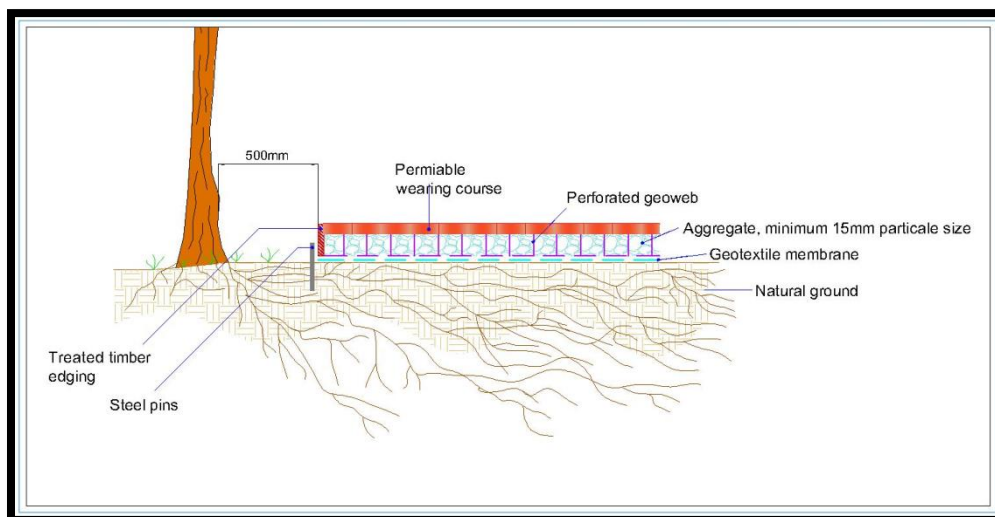 500mm
Permiable
wearing course
Perforated geoweb
Aggregate, minimum 15mm particale size
Geotextile membrane
Natural ground
Treated timber
edging
Steel pins